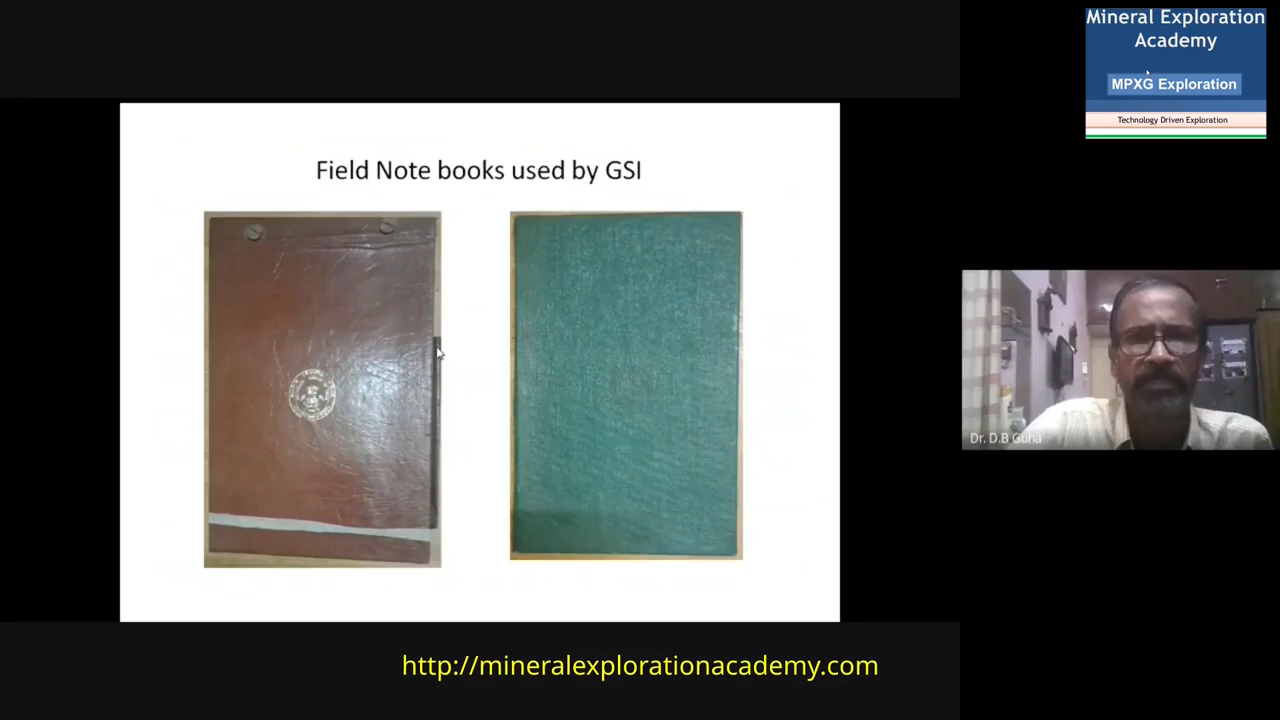 Mineral Exploration
Academy
MPXG Exploration
Technology Driven Exploration
Field Note books used by GSI
Dr. D.B Guha
http://mineralexplorationacademy.com